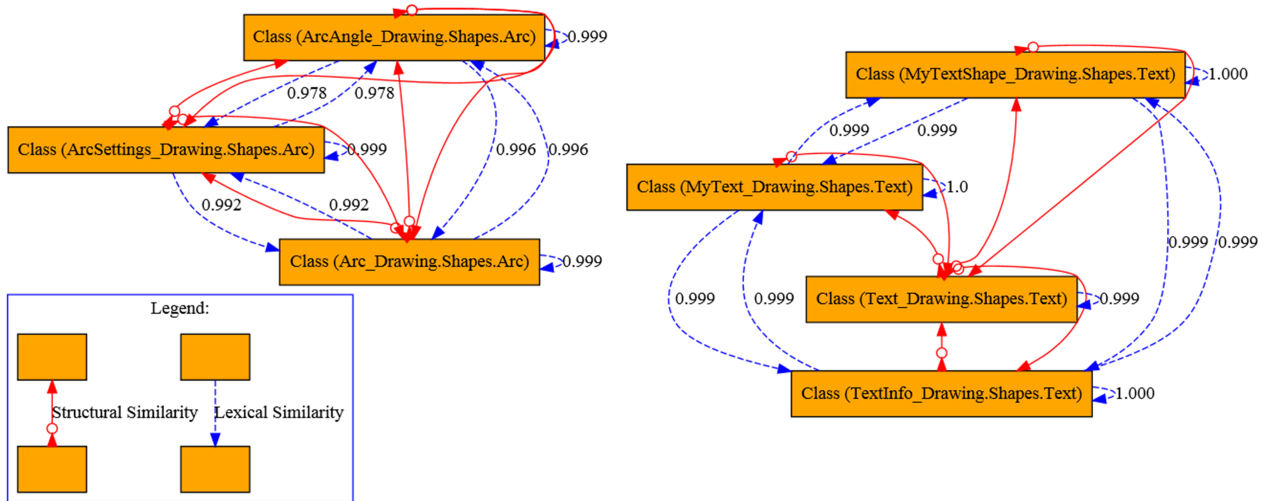 Class (ArcAngle_Drawing.Shapes.Arc)
0.999
0.978
0.978
Class (ArcSettings_Drawing.Shapes.Arc)
0.999
0.996
0.996
0.992
0.992
Class (Arc_Drawing.Shapes.Arc)
0.999
Class (MyTextShape_Drawing.Shapes.Text)
1.000
0.999
0.999
Class (MyText_Drawing.Shapes.Text)
1.0
0.999
0.999
Class (Text_Drawing.Shapes.Text)
0.999
0.999
0.999
Class (TextInfo_Drawing.Shapes.Text)
1.000
Legend:
Structural Similarity
Lexical Similarity